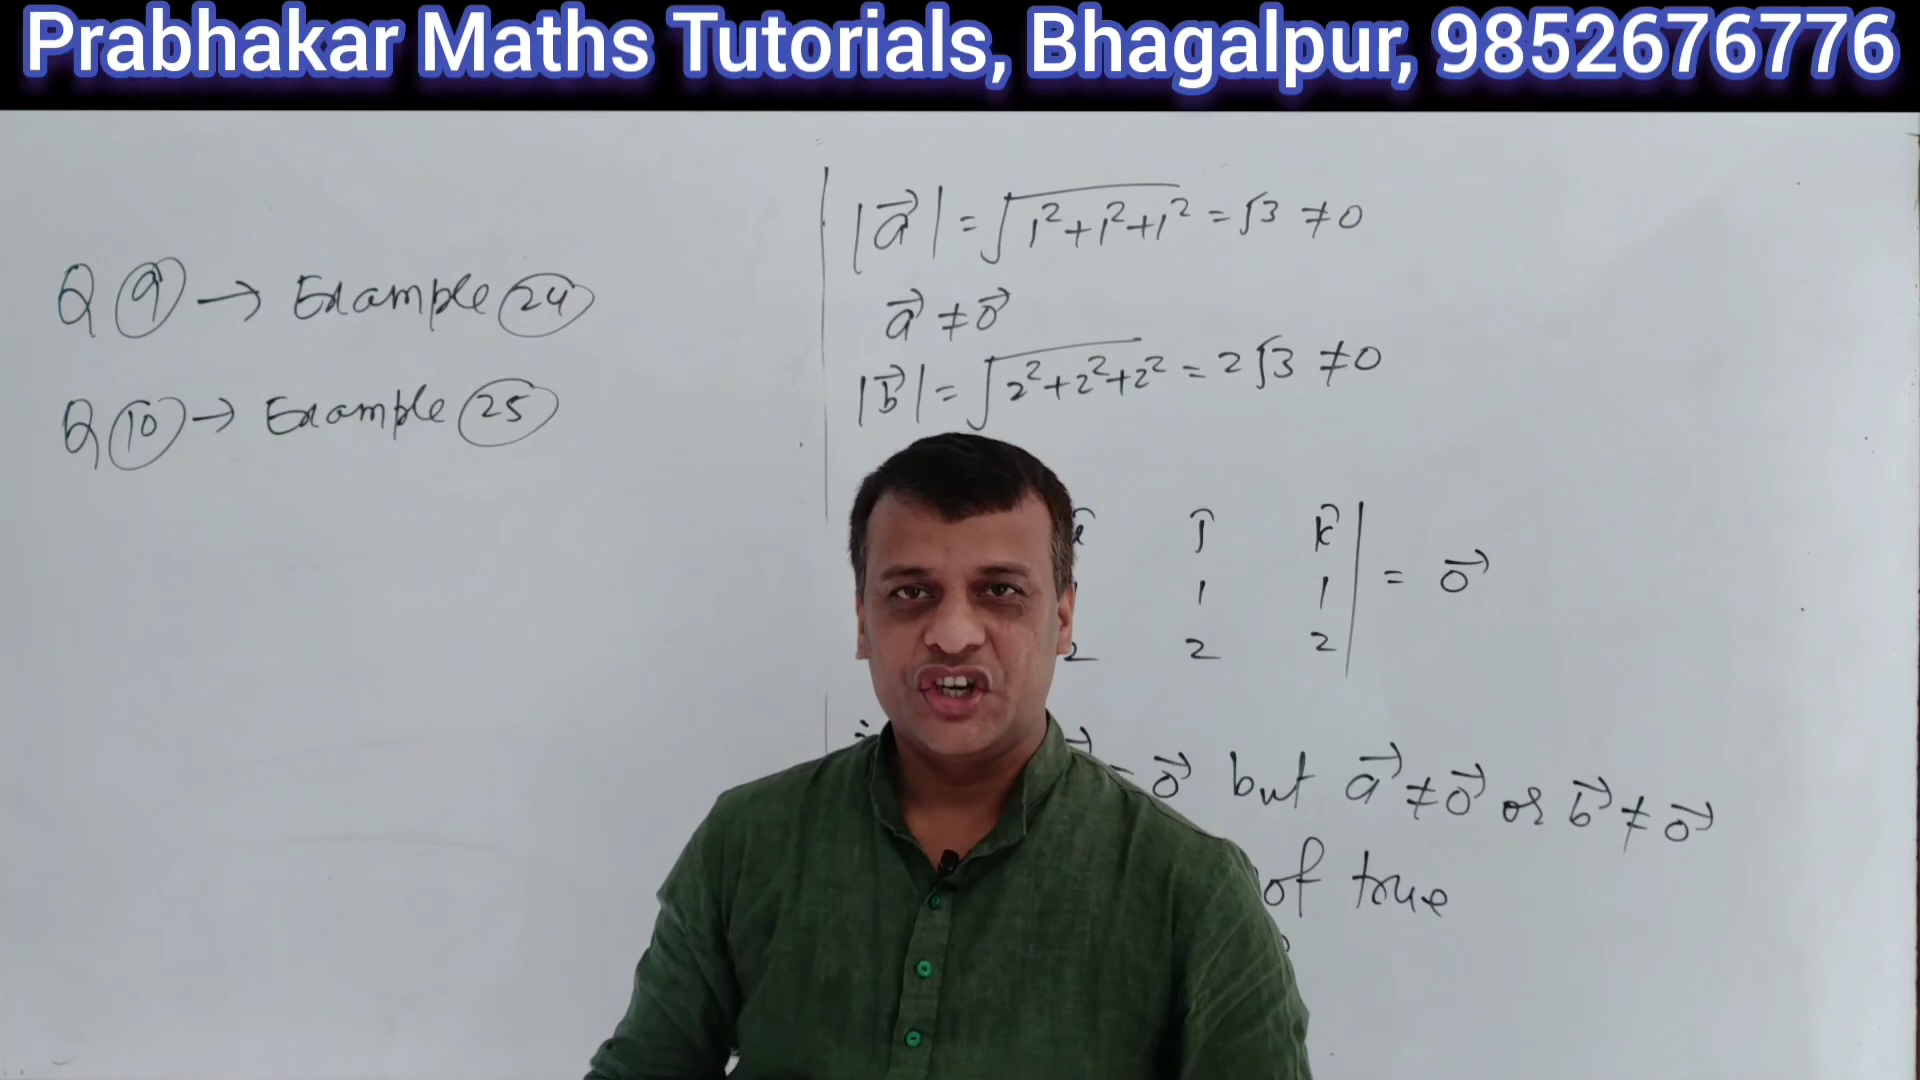 Prabhakar Maths Tutorials, Bhagalpur, 9852676776
Q 9 → Example 24
Q 10 → Example 25
|a⃗| = √1²+1²+1² = √3 ≠ 0
a⃗ ≠ 0⃗
|b⃗| = √2²+2²+2² = 2√3 ≠ 0
ĵ k̂
1 1 | = 0⃗
2 2 2
= 0⃗ but a⃗ ≠ 0⃗ or b⃗ ≠ 0⃗
of true